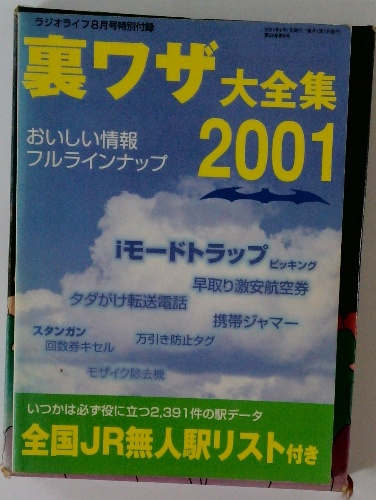 ラジオライフ8月号特別付録
裏ワザ大全集
2001
おいしい情報
フルラインナップ
iモードトラップ
ピッキング
早取り激安航空券
タダがけ転送電話
携帯ジャマー
スタンガン
万引き防止タグ
回数券キセル
モザイク除去機
いつかは必ず役に立つ2,391件の駅データ
全国JR無人駅リスト付き